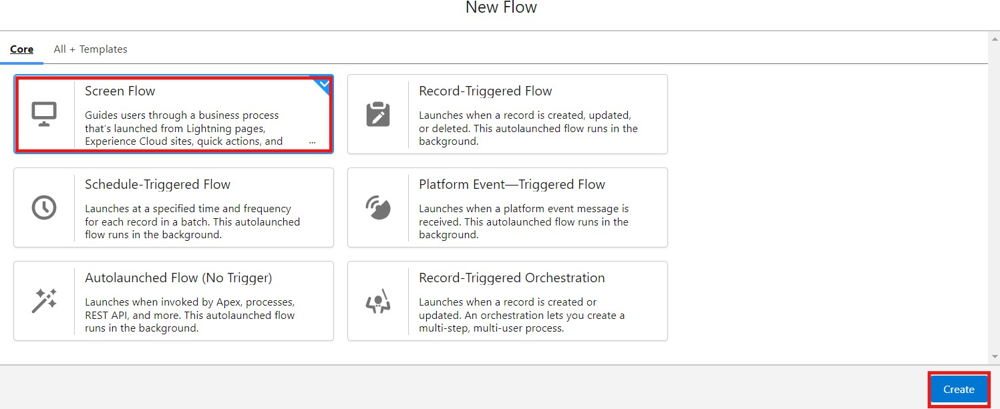 New Flow
Core
All + Templates
Screen Flow
Guides users through a business process
that's launched from Lightning pages,
Experience Cloud sites, quick actions, and ...
Record-Triggered Flow
Launches when a record is created, updated,
or deleted. This autolaunched flow runs in the
background.
Schedule-Triggered Flow
Launches at a specified time and frequency
for each record in a batch. This autolaunched
flow runs in the background.
Platform Event—Triggered Flow
Launches when a platform event message is
received. This autolaunched flow runs in the
background.
Autolaunched Flow (No Trigger)
Launches when invoked by Apex, processes,
REST API, and more. This autolaunched flow
runs in the background.
Record-Triggered Orchestration
Launches when a record is created or
updated. An orchestration lets you create a
multi-step, multi-user process.
Create